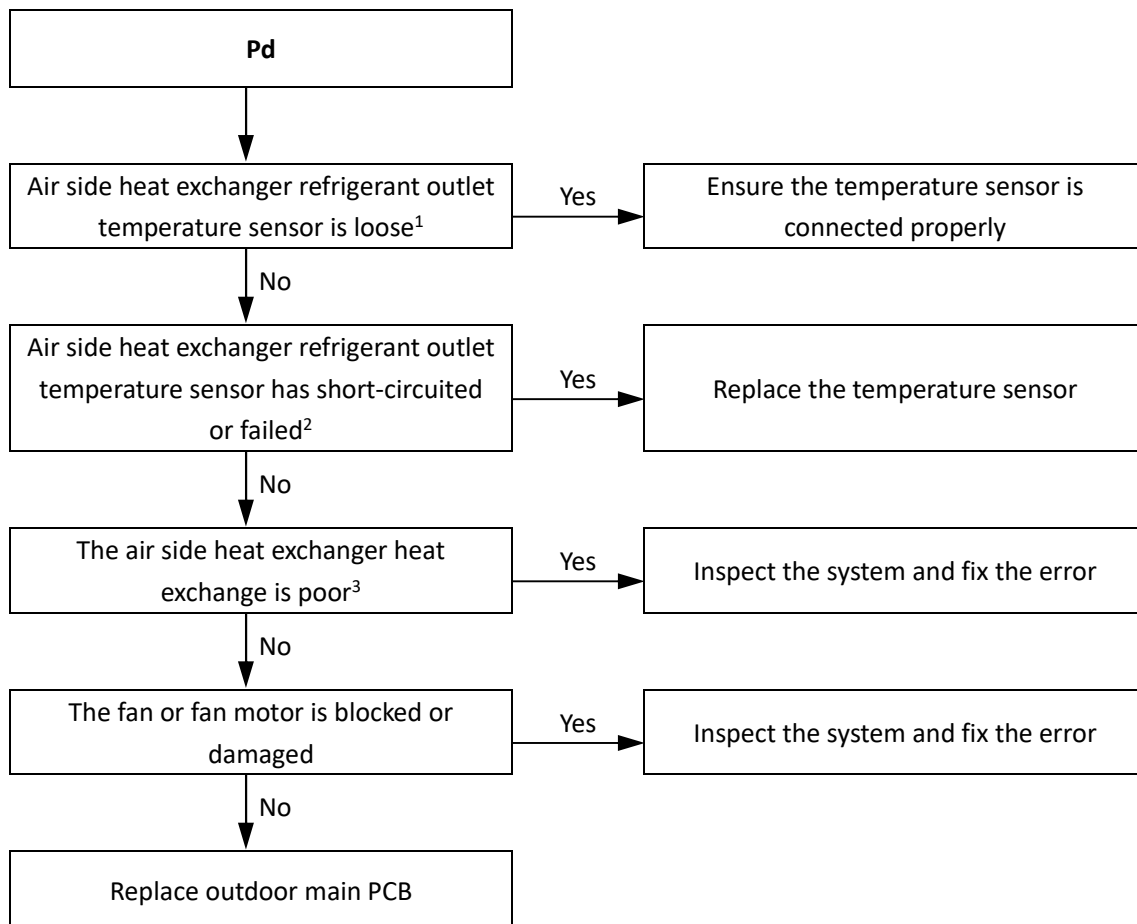 Pd
Air side heat exchanger refrigerant outlet
temperature sensor is loose¹
Yes
Ensure the temperature sensor is
connected properly
No
Air side heat exchanger refrigerant outlet
temperature sensor has short-circuited
or failed²
Yes
Replace the temperature sensor
No
The air side heat exchanger heat
exchange is poor³
Yes
Inspect the system and fix the error
No
The fan or fan motor is blocked or
damaged
Yes
Inspect the system and fix the error
No
Replace outdoor main PCB